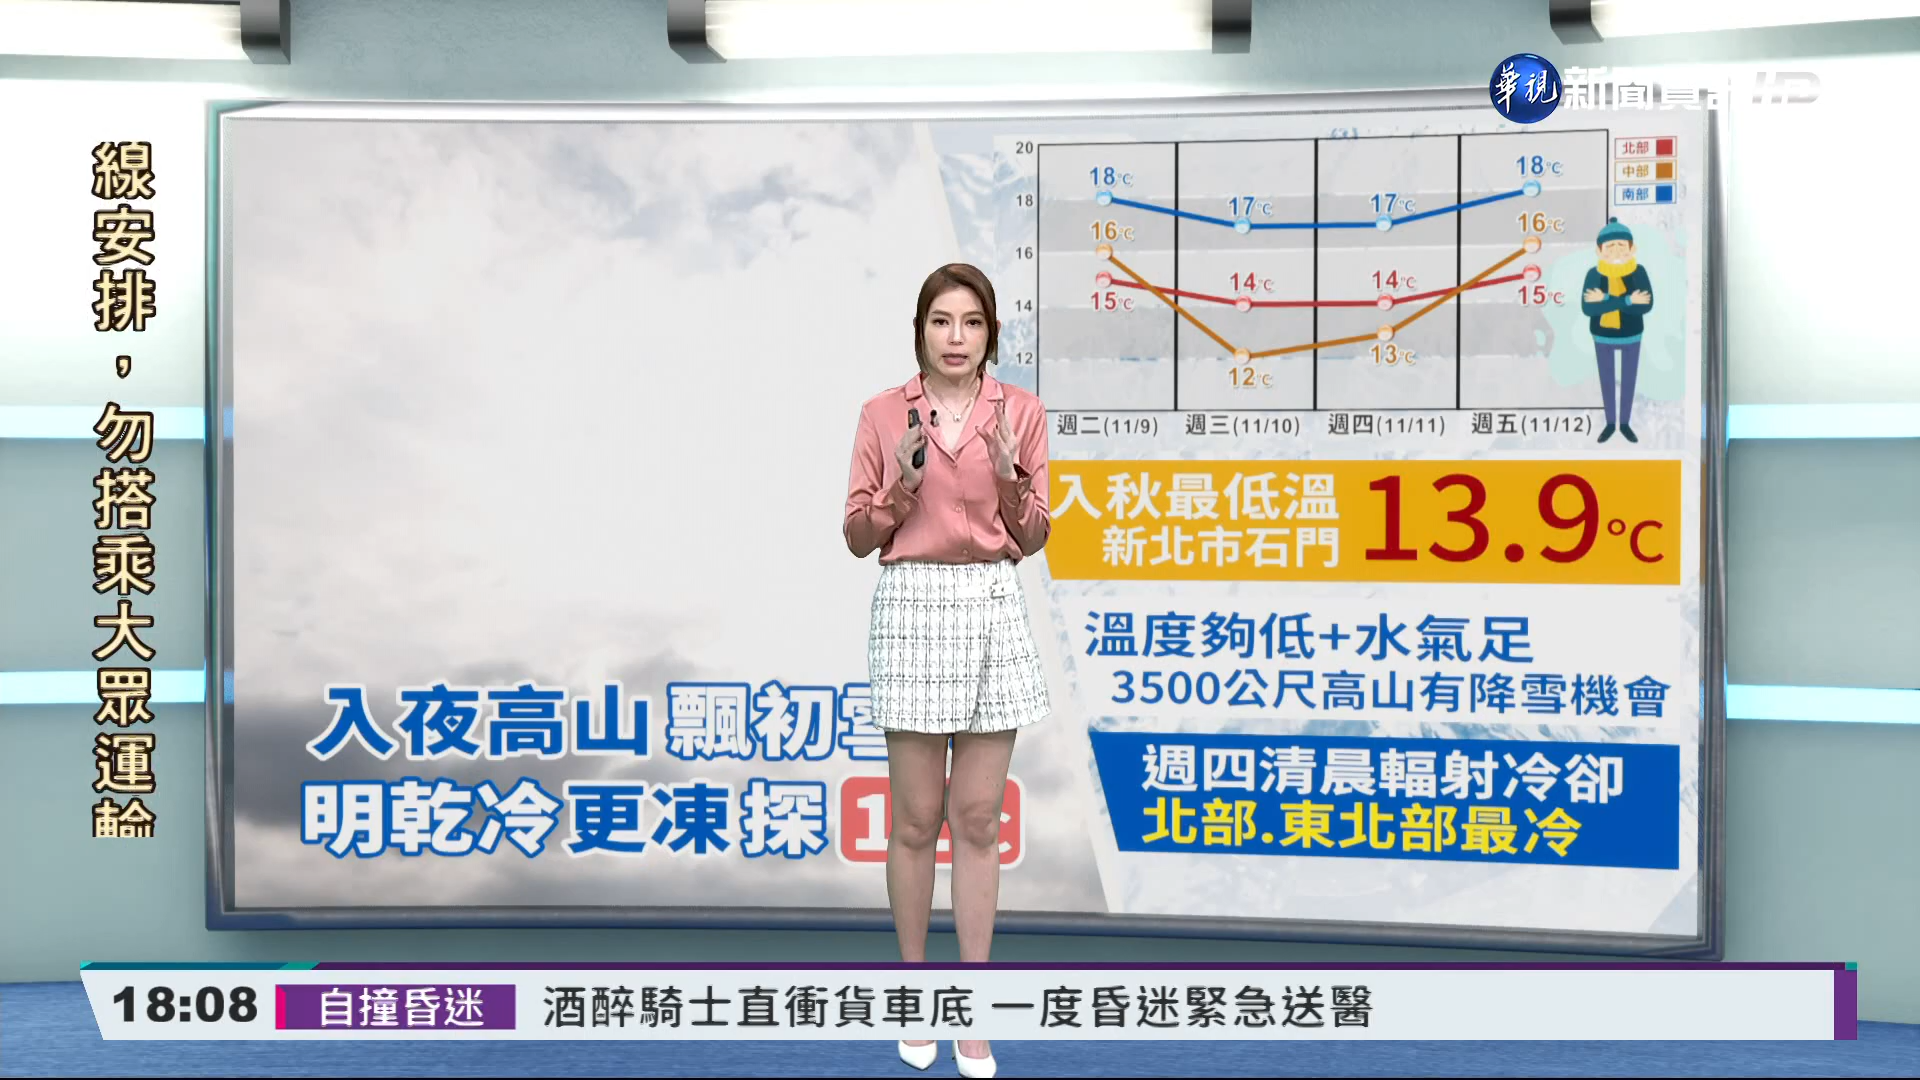 華視新聞資訊 HD
線安排，勿搭乘大眾運輸
20
18
16
14
12
北部
中部
南部
18°C 17°C 17°C 18°C
16°C 12°C 13°C 16°C
15°C 14°C 14°C 15°C
週二(11/9) 週三(11/10) 週四(11/11) 週五(11/12)
入秋最低溫
新北市石門
13.9°C
溫度夠低+水氣足
3500公尺高山有降雪機會
週四清晨輻射冷卻
北部.東北部最冷
入夜高山飄初雪
明乾冷更凍探
18:08 自撞昏迷 酒醉騎士直衝貨車底 一度昏迷緊急送醫